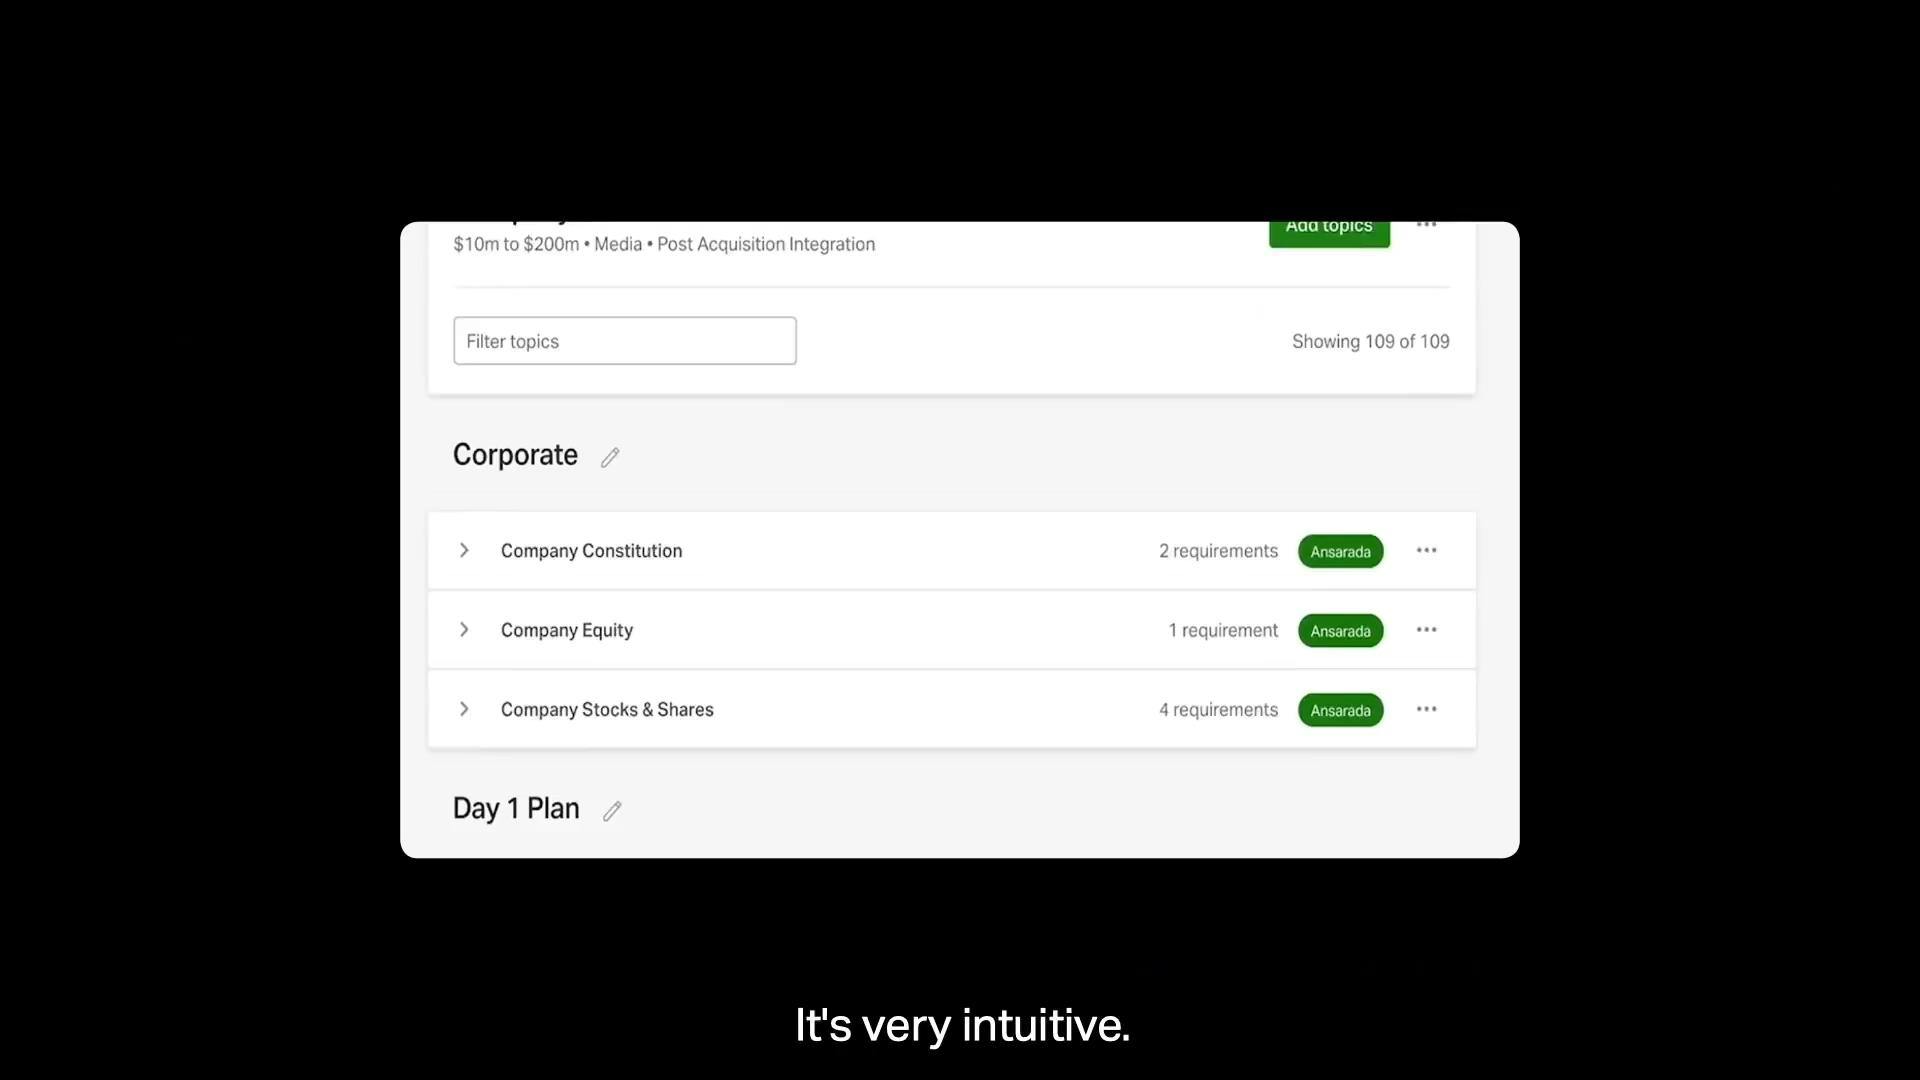 Add topics
$10m to $200m • Media • Post Acquisition Integration
Filter topics
Showing 109 of 109
Corporate
Company Constitution 2 requirements Ansarada
Company Equity 1 requirement Ansarada
Company Stocks & Shares 4 requirements Ansarada
Day 1 Plan
It's very intuitive.